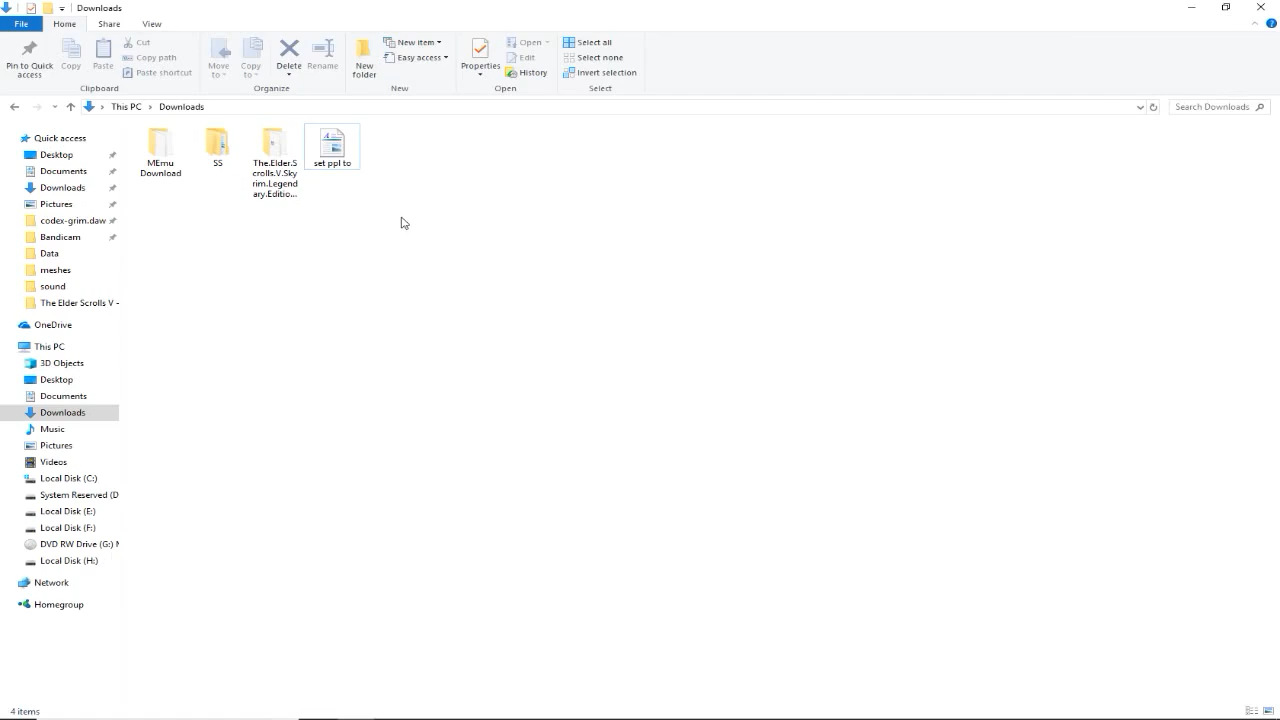 Downloads
File Home Share View
Pin to Quick access
Copy
Paste
Cut
Copy path
Paste shortcut
Clipboard
Move to
Copy to
Delete
Rename
Organize
New folder
New item
Easy access
New
Properties
Open
Edit
History
Open
Select all
Select none
Invert selection
Select
This PC > Downloads
Search Downloads
Quick access
Desktop
Documents
Downloads
Pictures
codex-grim.daw
Bandicam
Data
meshes
sound
The Elder Scrolls V -
OneDrive
This PC
3D Objects
Desktop
Documents
Downloads
Music
Pictures
Videos
Local Disk (C:)
System Reserved (D
Local Disk (E:)
Local Disk (F:)
DVD RW Drive (G:) N
Local Disk (H:)
Network
Homegroup
MEmu
Download
SS
The.Elder.S
crolls.V.Sky
rim.Legend
ary.Editio...
set ppl to
4 items